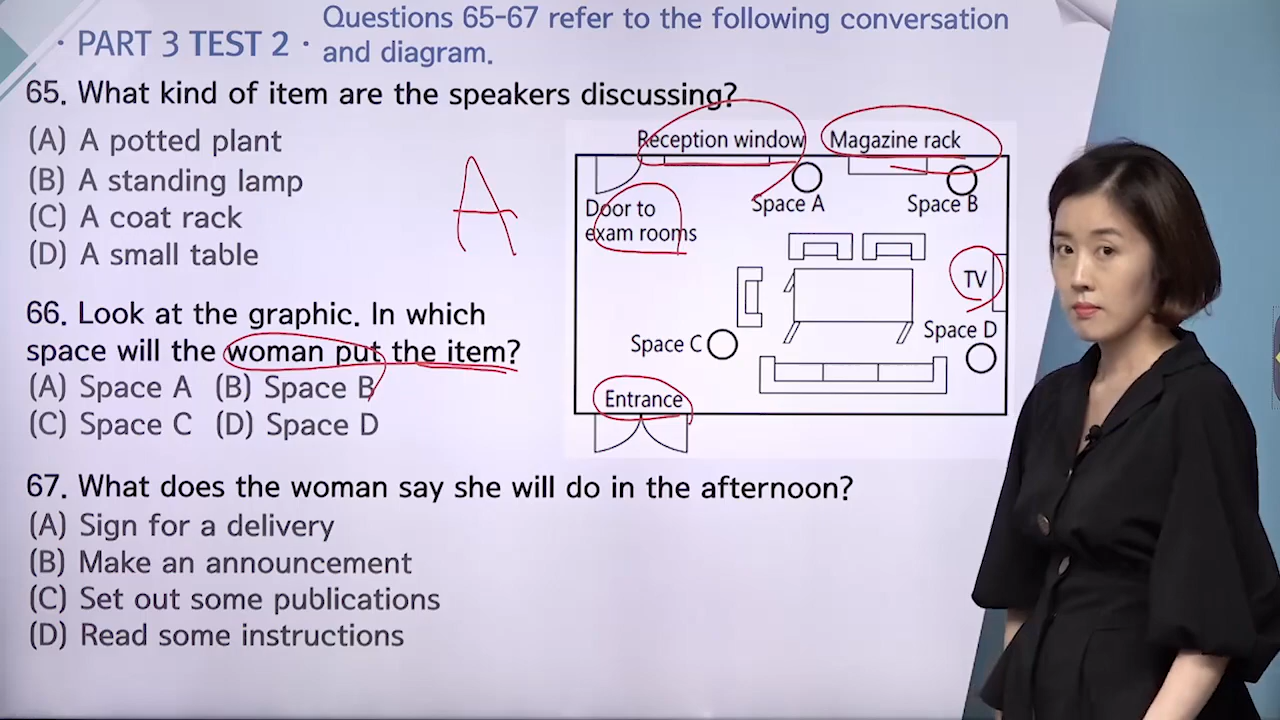 · PART 3 TEST 2 ·
Questions 65-67 refer to the following conversation
and diagram.
65. What kind of item are the speakers discussing?
(A) A potted plant
(B) A standing lamp
(C) A coat rack
(D) A small table
A
Reception window
Magazine rack
Door to
exam rooms
Space A
Space B
TV
Space C
Space D
Entrance
66. Look at the graphic. In which
space will the woman put the item?
(A) Space A (B) Space B
(C) Space C (D) Space D
67. What does the woman say she will do in the afternoon?
(A) Sign for a delivery
(B) Make an announcement
(C) Set out some publications
(D) Read some instructions